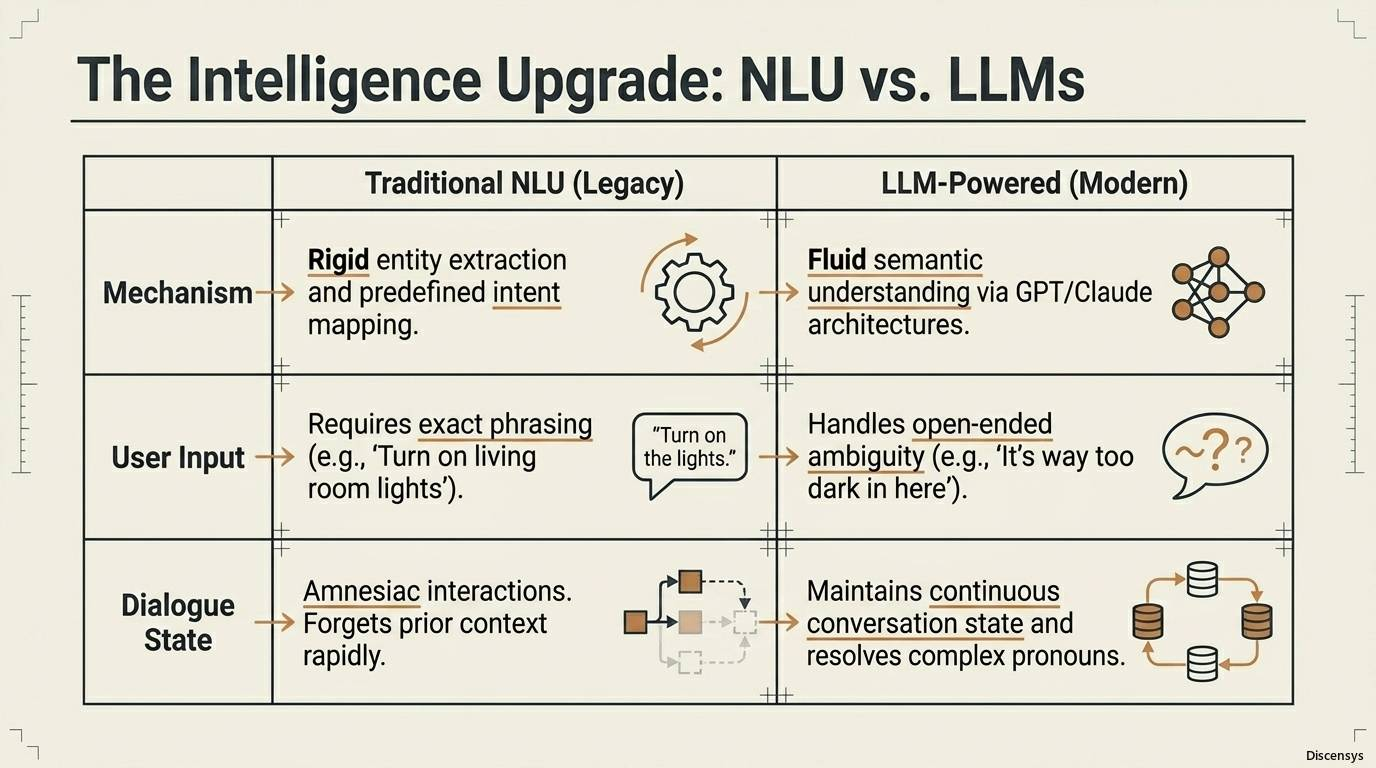 The Intelligence Upgrade: NLU vs. LLMs
Traditional NLU (Legacy)
LLM-Powered (Modern)
Mechanism
Rigid entity extraction
and predefined intent
mapping.
Fluid semantic
understanding via GPT/Claude
architectures.
User Input
Requires exact phrasing
(e.g., ‘Turn on living
room lights’).
"Turn on
the lights."
Handles open-ended
ambiguity (e.g., ‘It’s way too
dark in here’).
~???
Dialogue
State
Amnesiac interactions.
Forgets prior context
rapidly.
Maintains continuous
conversation state and
resolves complex pronouns.
Discensys